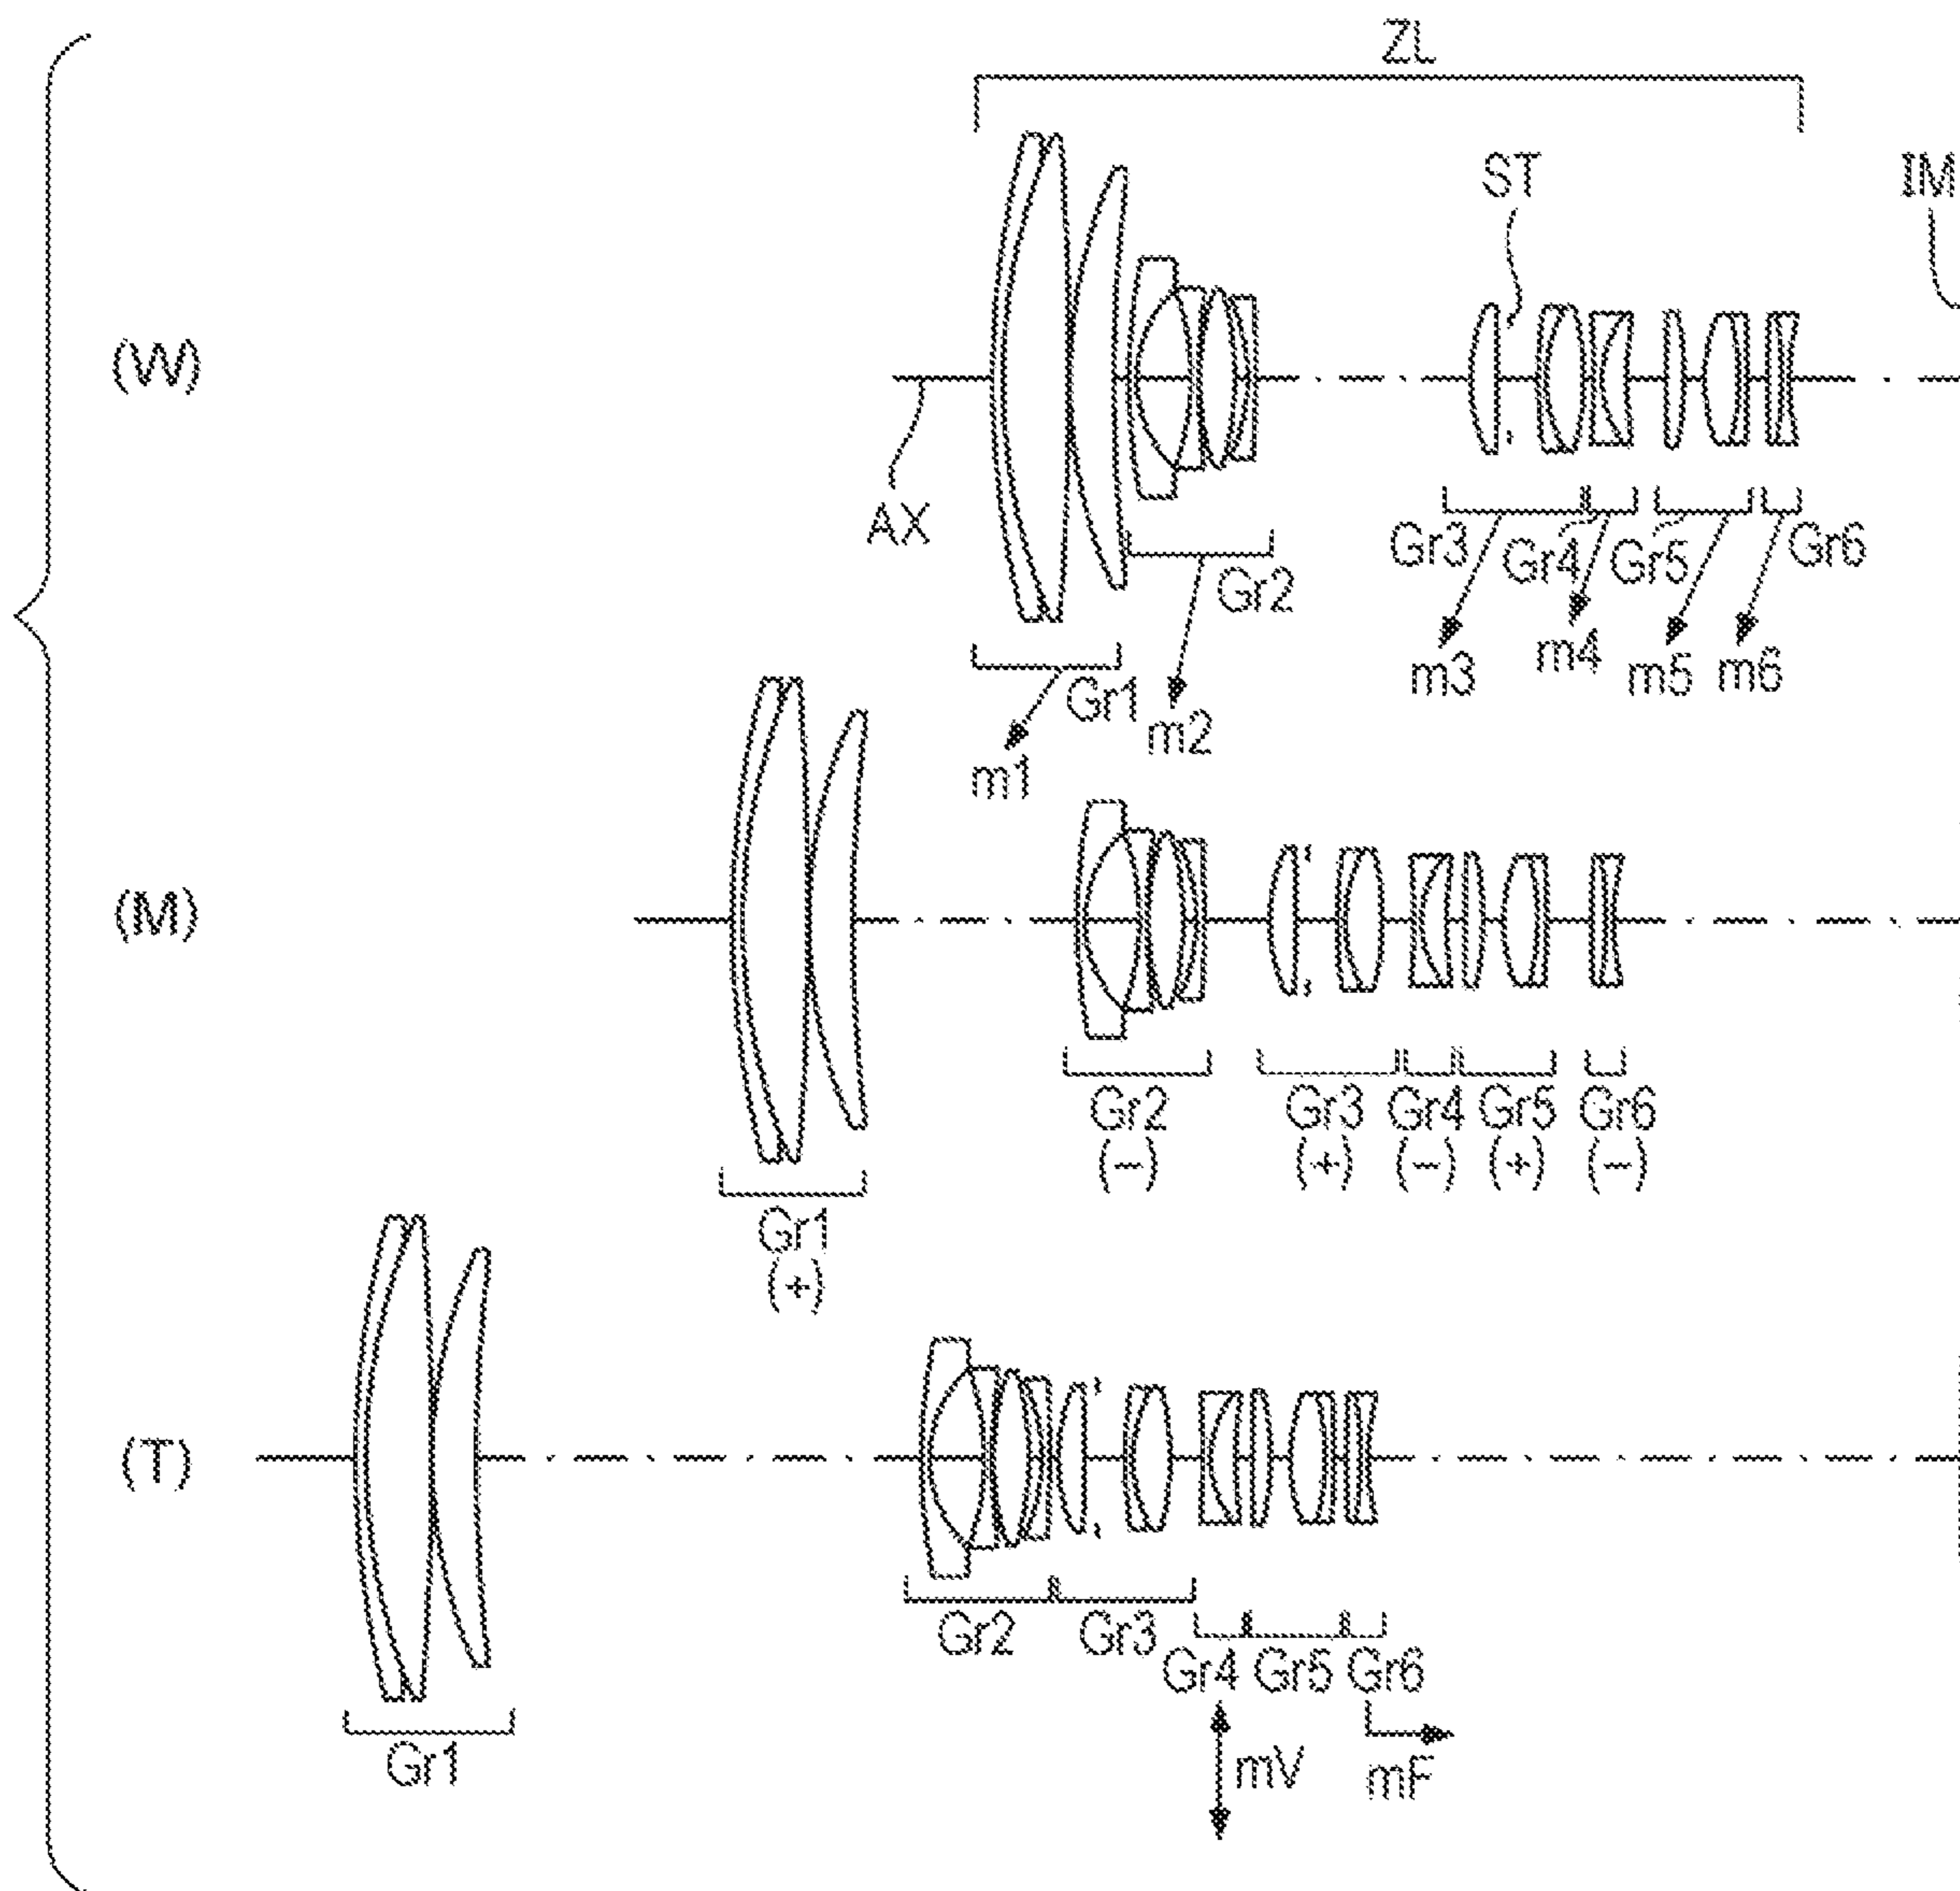 ZL
ST
IM
(W)
AX
Gr3
Gr4
Gr5
Gr6
Gr2
m3
m4
m5
m6
Gr1
m2
m1
(M)
Gr2
Gr3
Gr4
Gr5
Gr6
(−)
(+)
(−)
(+)
(−)
Gr1
(+)
(T)
Gr2
Gr3
Gr4
Gr5
Gr6
Gr1
mV
mF